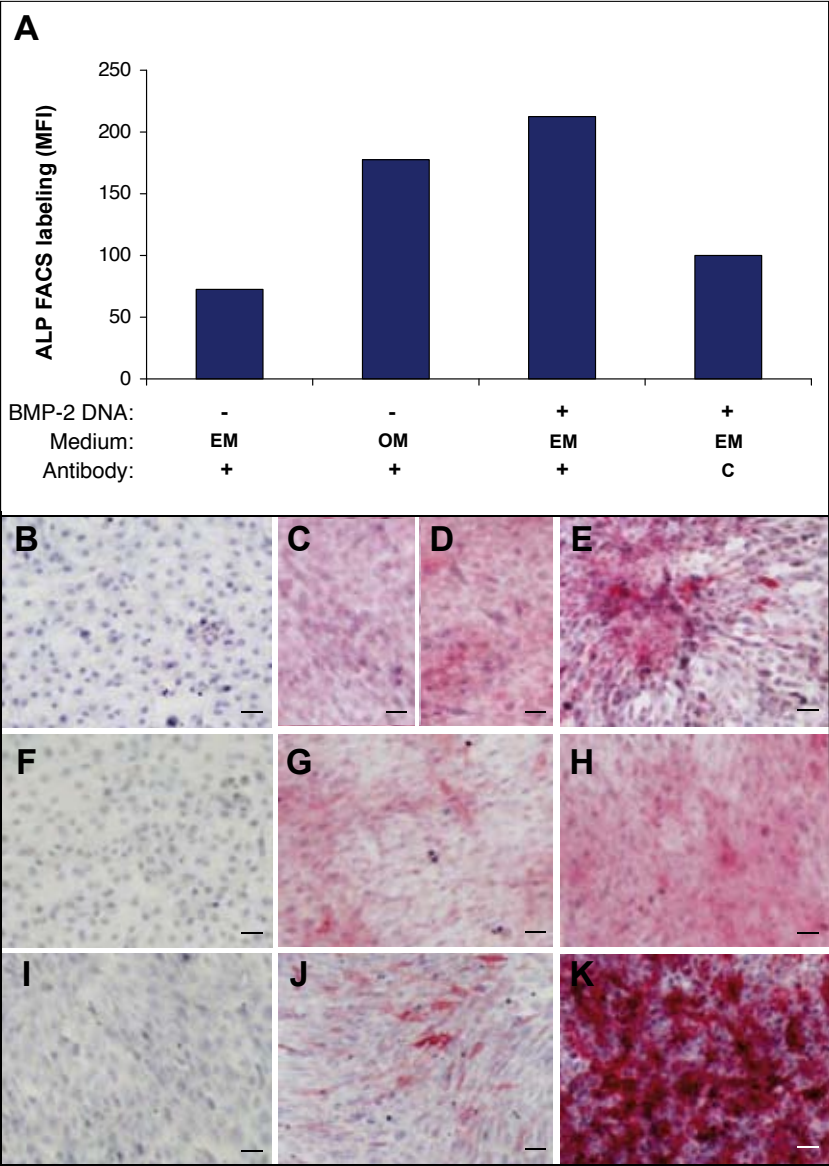 A
ALP FACS labeling (MFI)
250
200
150
100
50
0
BMP-2 DNA: - - + +
Medium: EM OM EM EM
Antibody: + + + C
B C D E
F G H
I J K